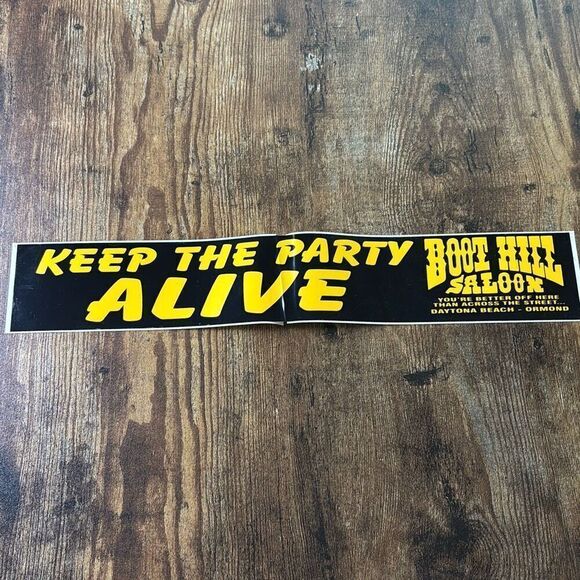 KEEP THE PARTY
ALIVE
BOOT HILL
SALOON
YOU'RE BETTER OFF HERE
THAN ACROSS THE STREET...
DAYTONA BEACH - ORMOND